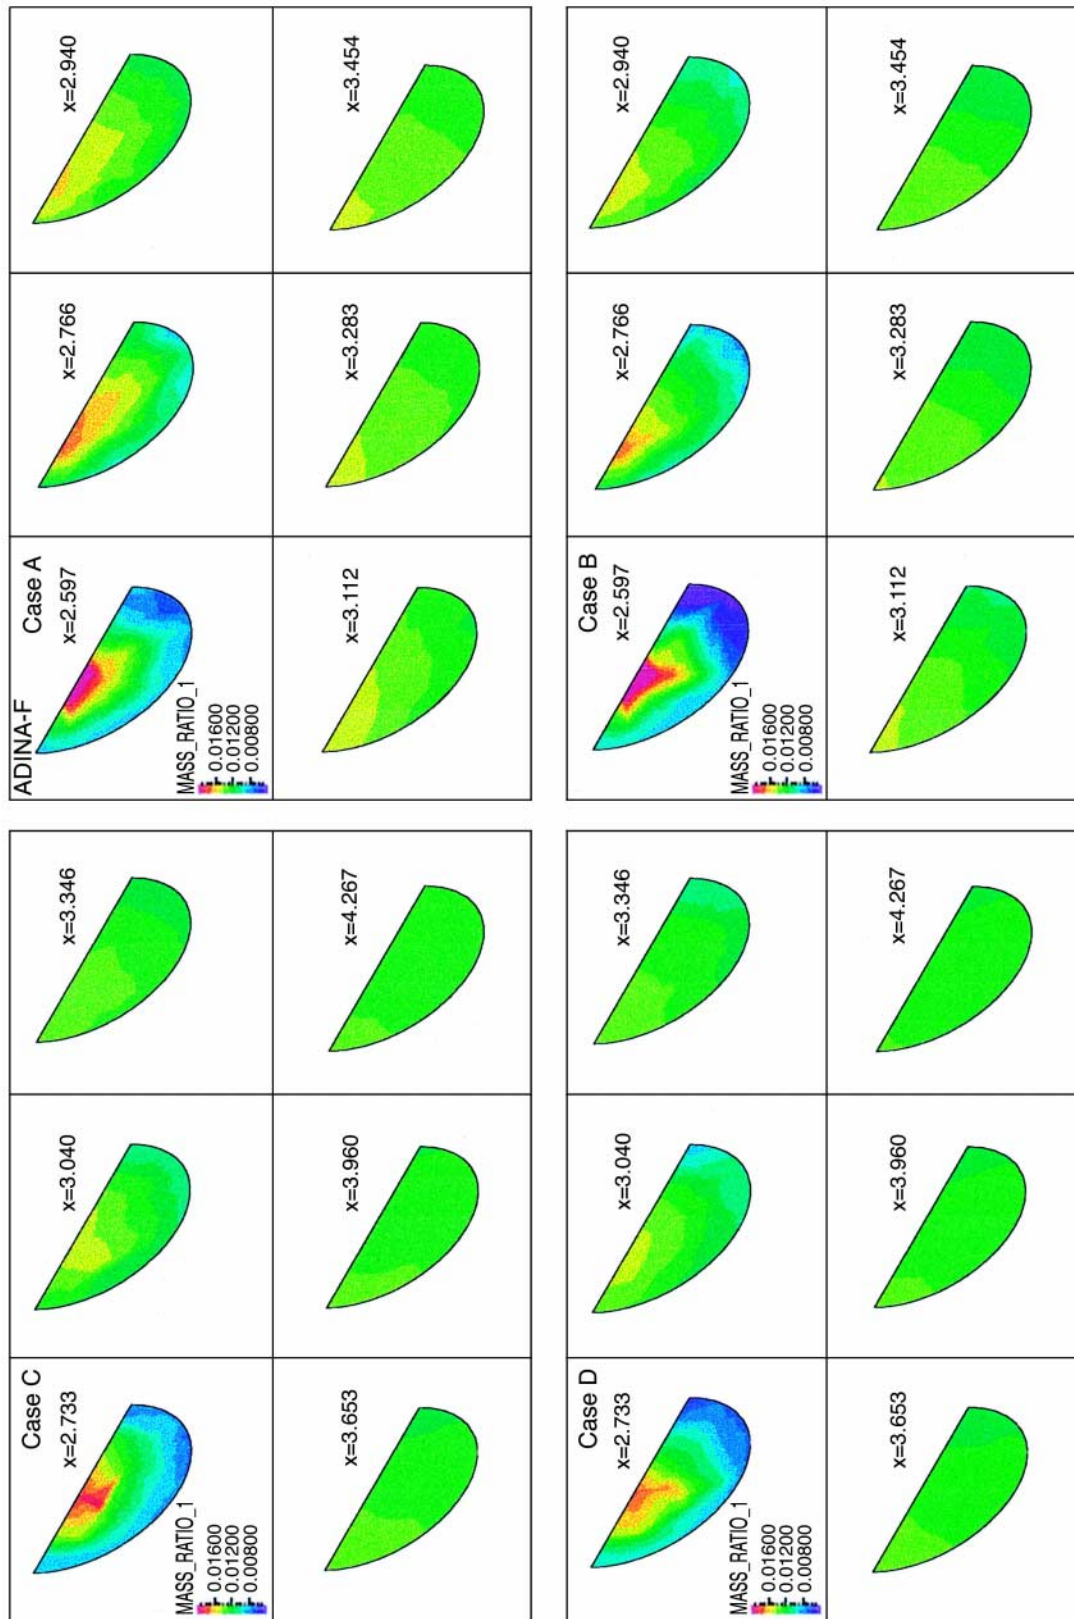 ADINA-F
Case A
x=2.597
x=2.766
x=2.940
MASS_RATIO_1
0.01600
0.01200
0.00800
x=3.112
x=3.283
x=3.454
Case B
x=2.597
x=2.766
x=2.940
MASS_RATIO_1
0.01600
0.01200
0.00800
x=3.112
x=3.283
x=3.454
Case C
x=2.733
x=3.040
x=3.346
MASS_RATIO_1
0.01600
0.01200
0.00800
x=3.653
x=3.960
x=4.267
Case D
x=2.733
x=3.040
x=3.346
MASS_RATIO_1
0.01600
0.01200
0.00800
x=3.653
x=3.960
x=4.267